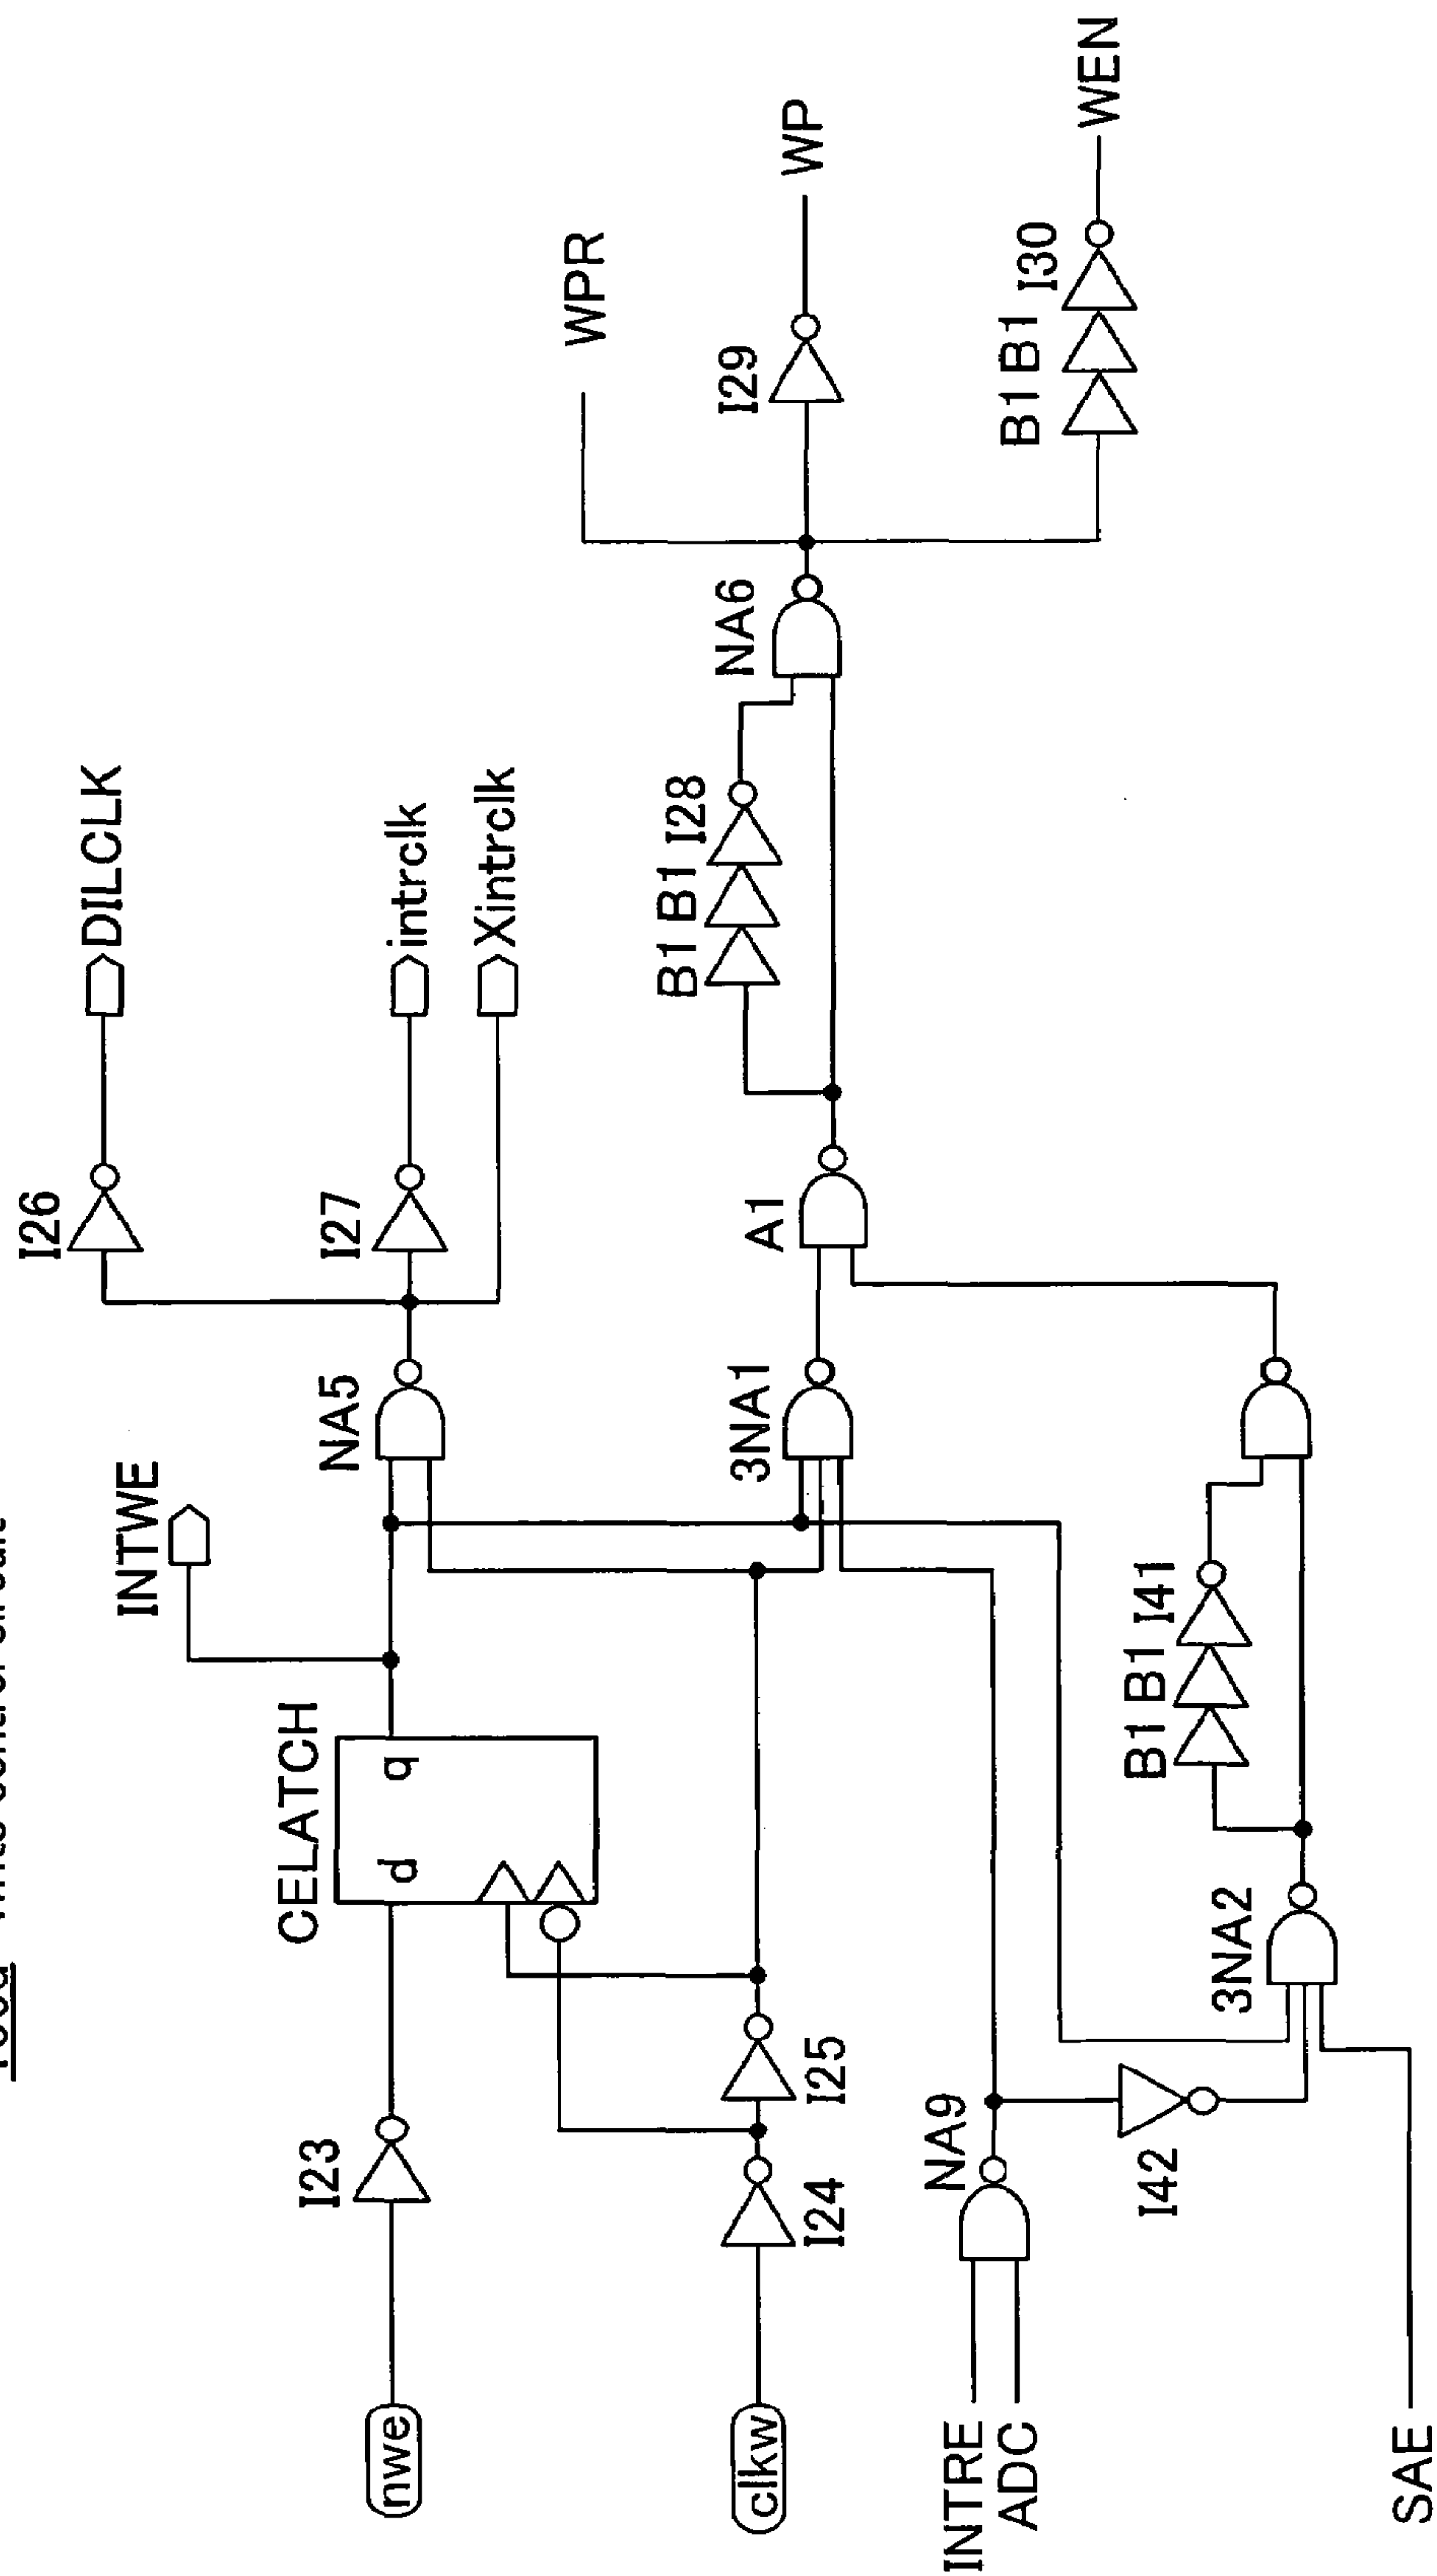 INTWE
DILCLK
I26
intrclk
I27
Xintrclk
NA5
CELATCH
d
q
I23
nwe
I24
I25
clkw
3NA1
A1
B1 B1 I28
NA6
WPR
I29
WP
B1 B1 I30
WEN
INTRE
ADC
NA9
I42
3NA2
B1 B1 I41
SAE